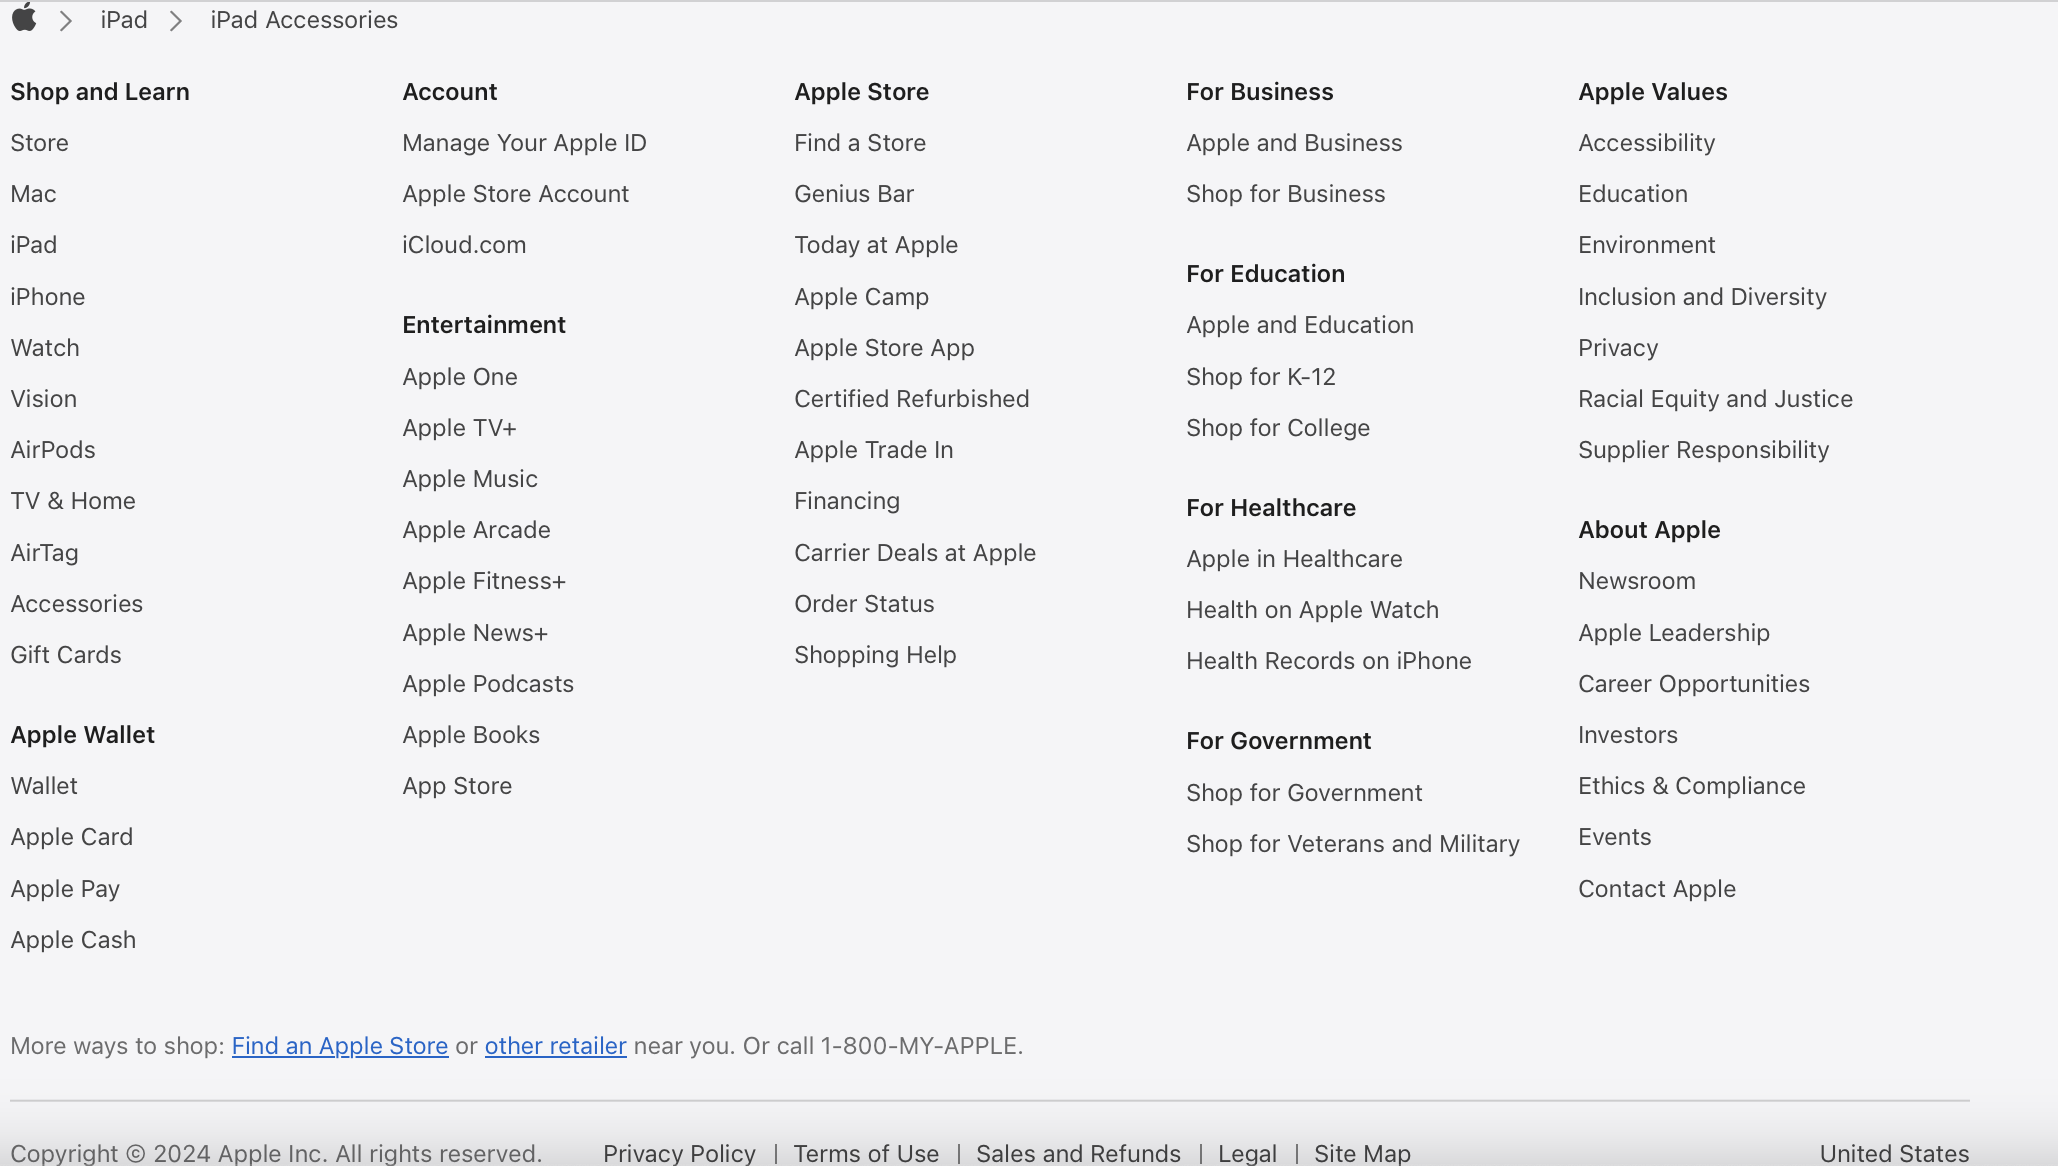 iPad
iPad Accessories
Shop and Learn
Store
Mac
iPad
iPhone
Watch
Vision
AirPods
TV & Home
AirTag
Accessories
Gift Cards
Apple Wallet
Wallet
Apple Card
Apple Pay
Apple Cash
Account
Manage Your Apple ID
Apple Store Account
iCloud.com
Entertainment
Apple One
Apple TV+
Apple Music
Apple Arcade
Apple Fitness+
Apple News+
Apple Podcasts
Apple Books
App Store
Apple Store
Find a Store
Genius Bar
Today at Apple
Apple Camp
Apple Store App
Certified Refurbished
Apple Trade In
Financing
Carrier Deals at Apple
Order Status
Shopping Help
For Business
Apple and Business
Shop for Business
For Education
Apple and Education
Shop for K-12
Shop for College
For Healthcare
Apple in Healthcare
Health on Apple Watch
Health Records on iPhone
For Government
Shop for Government
Shop for Veterans and Military
Apple Values
Accessibility
Education
Environment
Inclusion and Diversity
Privacy
Racial Equity and Justice
Supplier Responsibility
About Apple
Newsroom
Apple Leadership
Career Opportunities
Investors
Ethics & Compliance
Events
Contact Apple
More ways to shop: Find an Apple Store or other retailer near you. Or call 1-800-MY-APPLE.
Copyright © 2024 Apple Inc. All rights reserved. Privacy Policy | Terms of Use | Sales and Refunds | Legal | Site Map United States